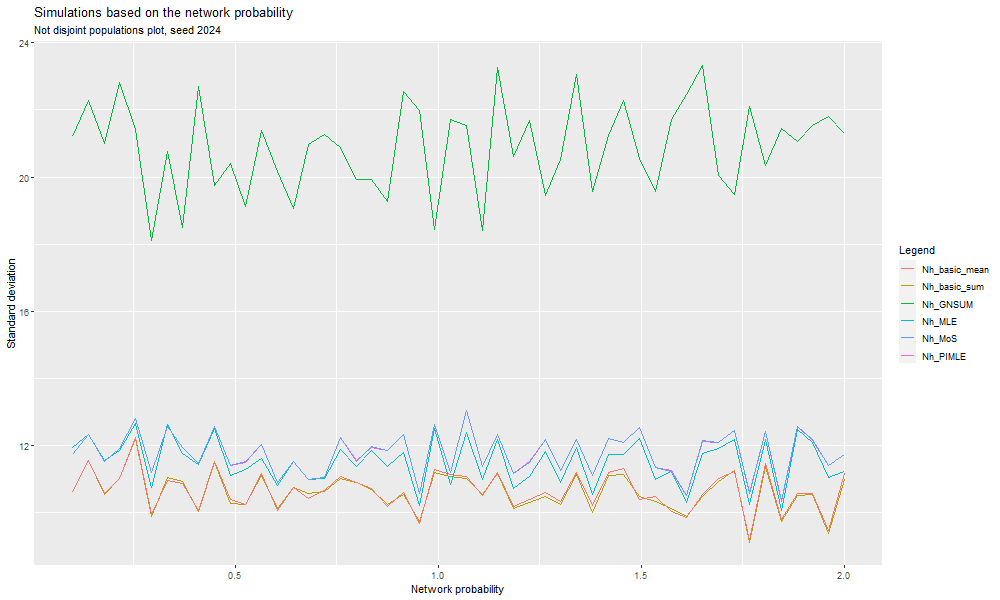 Simulations based on the network probability
Not disjoint populations plot, seed 2024
24
20
16
12
Standard deviation
0.5
1.0
1.5
2.0
Network probability
Legend
Nh_basic_mean
Nh_basic_sum
Nh_GNSUM
Nh_MLE
Nh_MoS
Nh_PIMLE